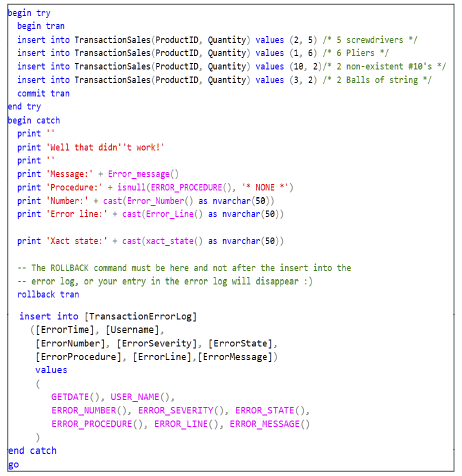 begin try
begin tran
insert into TransactionSales(ProductID, Quantity) values (2, 5) /* 5 screwdrivers */
insert into TransactionSales(ProductID, Quantity) values (1, 6) /* 6 Pliers */
insert into TransactionSales(ProductID, Quantity) values (10, 2)/* 2 non-existent #10's */
insert into TransactionSales(ProductID, Quantity) values (3, 2) /* 2 Balls of string */
commit tran
end try
begin catch
print ''
print 'Well that didn''t work!'
print ''
print 'Message:' + Error_message()
print 'Procedure:' + isnull(ERROR_PROCEDURE(), '* NONE *')
print 'Number:' + cast(Error_Number() as nvarchar(50))
print 'Error line:' + cast(Error_Line() as nvarchar(50))
print 'Xact state:' + cast(xact_state() as nvarchar(50))
-- The ROLLBACK command must be here and not after the insert into the
-- error log, or your entry in the error log will disappear :)
rollback tran
insert into [TransactionErrorLog]
([ErrorTime], [Username],
[ErrorNumber], [ErrorSeverity], [ErrorState],
[ErrorProcedure], [ErrorLine],[ErrorMessage])
values
(
GETDATE(), USER_NAME(),
ERROR_NUMBER(), ERROR_SEVERITY(), ERROR_STATE(),
ERROR_PROCEDURE(), ERROR_LINE(), ERROR_MESSAGE()
)
end catch
go